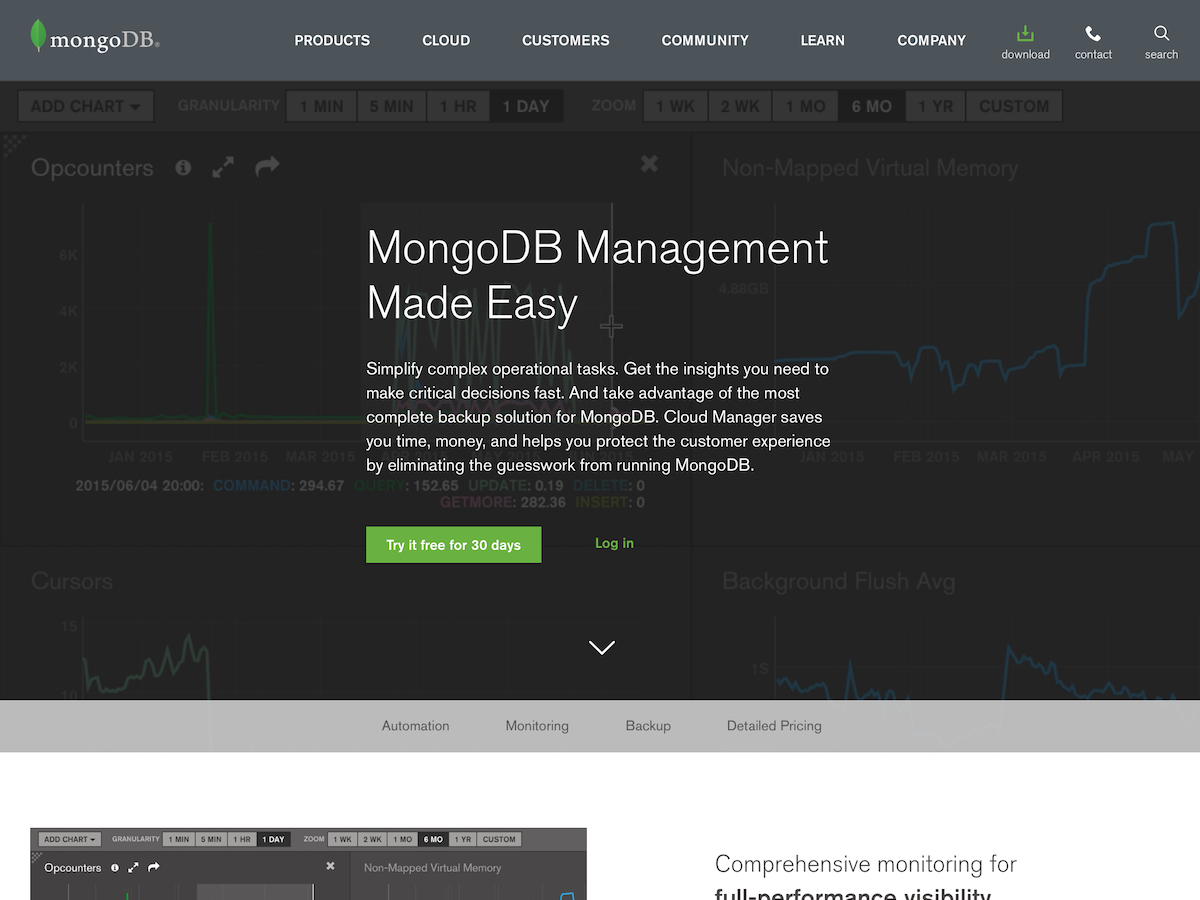 mongoDB®
PRODUCTS CLOUD CUSTOMERS COMMUNITY LEARN COMPANY download contact search
ADD CHART GRANULARITY 1 MIN 5 MIN 1 HR 1 DAY ZOOM 1 WK 2 WK 1 MO 6 MO 1 YR CUSTOM
Opcounters Non-Mapped Virtual Memory
MongoDB Management
Made Easy
6K
4.88GB
4K
2K
0
Simplify complex operational tasks. Get the insights you need to
make critical decisions fast. And take advantage of the most
complete backup solution for MongoDB. Cloud Manager saves
you time, money, and helps you protect the customer experience
by eliminating the guesswork from running MongoDB.
JAN 2015 FEB 2015 MAR 2015 APR 2015 MAY 2015 JUN 2015 JAN 2015 FEB 2015 MAR 2015 APR 2015 MAY
2015/06/04 20:00: COMMAND: 294.67 QUERY: 152.65 UPDATE: 0.19 DELETE: 0
GETMORE: 282.36 INSERT: 0
Try it free for 30 days Log in
Cursors Background Flush Avg
15
1S
10
Automation Monitoring Backup Detailed Pricing
ADD CHART GRANULARITY 1 MIN 5 MIN 1 HR 1 DAY ZOOM 1 WK 2 WK 1 MO 6 MO 1 YR CUSTOM
Opcounters Non-Mapped Virtual Memory
Comprehensive monitoring for
full-performance visibility